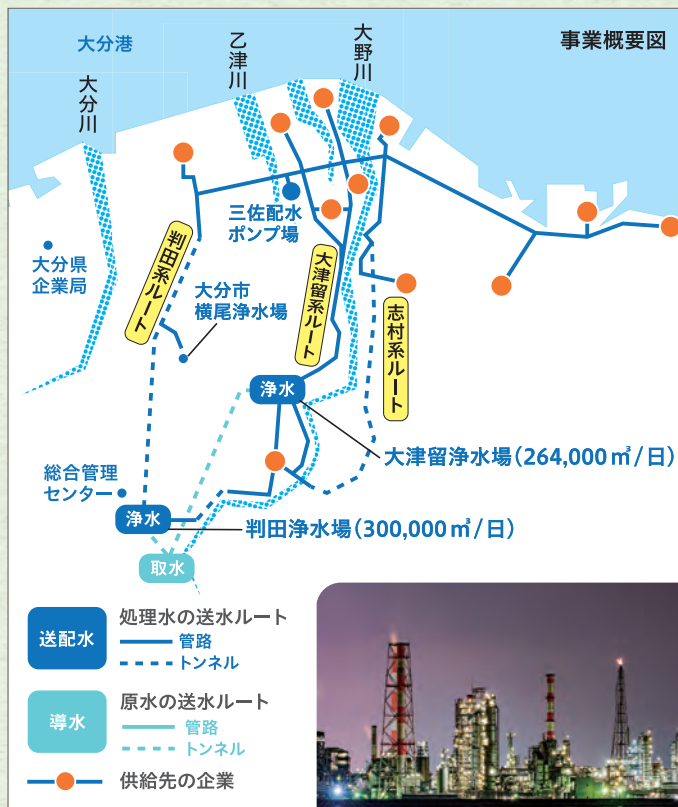 事業概要図
大分港
大分川
乙津川
大野川
三佐配水
ポンプ場
大分県
企業局
判田系ルート
大分市
横尾浄水場
大津留系ルート
志村系ルート
浄水
大津留浄水場(264,000㎥/日)
総合管理
センター
浄水
判田浄水場(300,000㎥/日)
取水
送配水
処理水の送水ルート
管路
トンネル
導水
原水の送水ルート
管路
トンネル
供給先の企業